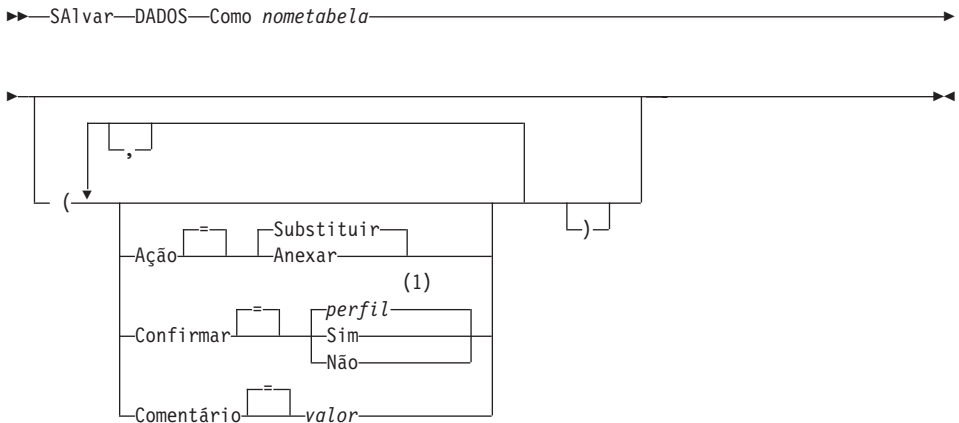 SAlvar DADOS Como nometabela
,
(
)
=
Substituir
Ação
Anexar
(1)
=
perfil
Confirmar
Sim
Não
=
Comentário
valor